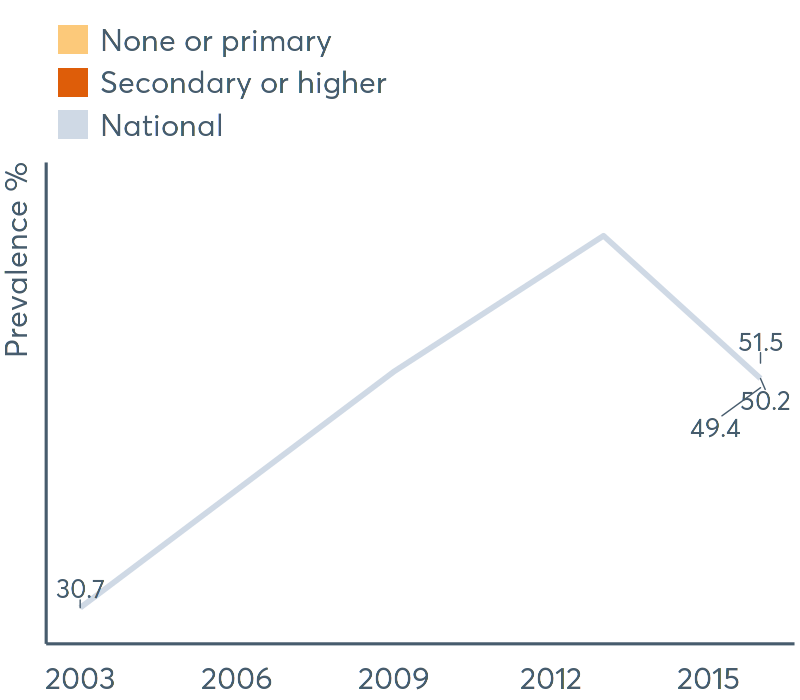 None or primary
Secondary or higher
National
Prevalence %
51.5
50.2
49.4
30.7
2003 2006 2009 2012 2015